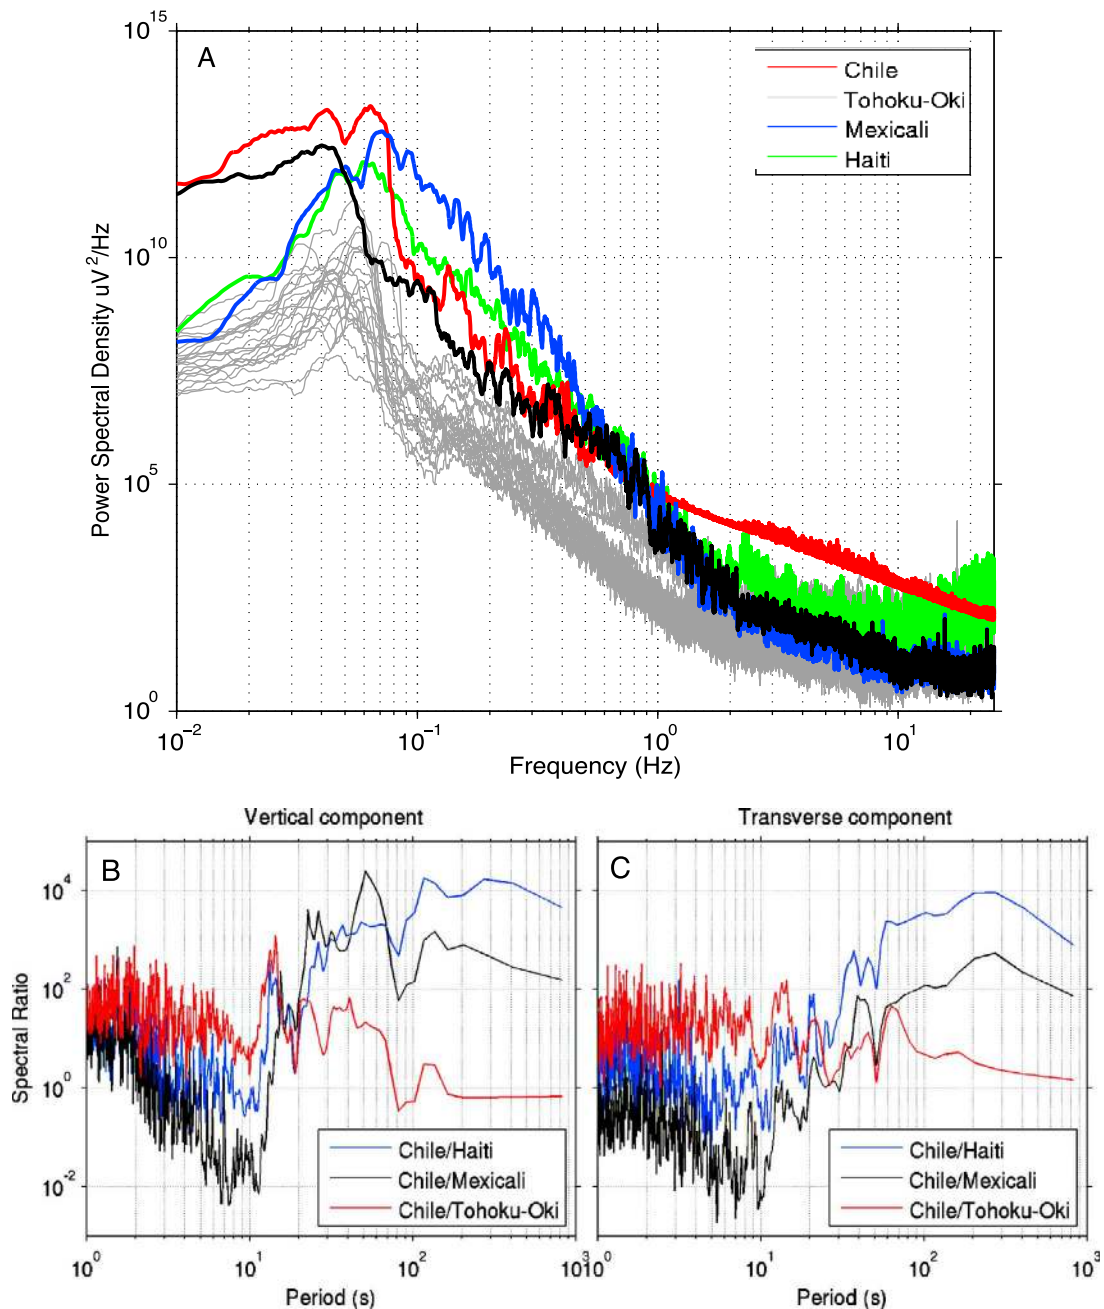 A
Chile
Tohoku-Oki
Mexicali
Haiti
10^15
10^10
10^5
10^0
Power Spectral Density uV^2/Hz
10^-2
10^-1
10^0
10^1
Frequency (Hz)
Vertical component
B
10^4
10^2
10^0
10^-2
Spectral Ratio
Chile/Haiti
Chile/Mexicali
Chile/Tohoku-Oki
10^0
10^1
10^2
10^3
Period (s)
Transverse component
C
Chile/Haiti
Chile/Mexicali
Chile/Tohoku-Oki
10^0
10^1
10^2
10^3
Period (s)